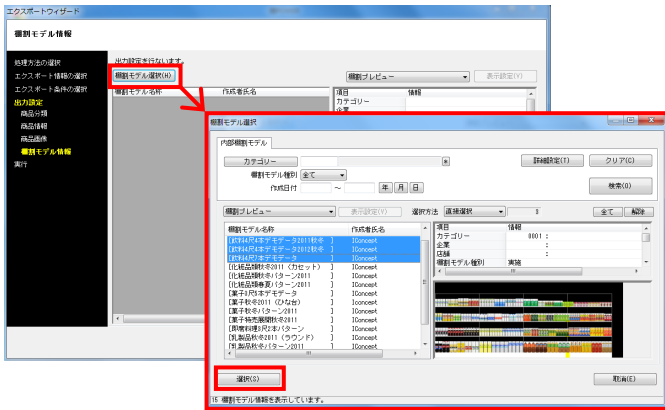 エクスポートウィザード
棚割モデル情報
処理方法の選択
エクスポート情報の選択
エクスポート条件の選択
出力設定
商品分類
商品情報
商品画像
棚割モデル情報
実行
出力設定を行ないます。
棚割モデル選択(H)
棚割プレビュー
表示設定(V)
棚割モデル名称 作成者氏名
項目 情報
カテゴリー
企業
棚割モデル選択
内部棚割モデル
カテゴリー
詳細設定(T)
クリア(C)
棚割モデル種別 全て
作成日付 ～ 年 月 日
検索(O)
棚割プレビュー
表示設定(V)
選択方法 直接選択
全て
解除
棚割モデル名称 作成者氏名
[飲料4尺4本デモデータ2011秋冬 ] IConcept
[飲料4尺4本デモデータ2012秋冬 ] IConcept
[飲料4尺7本デモデータ ] IConcept
[化粧品類秋冬2011（カセット) ] IConcept
[化粧品類秋冬パターン2011 ] IConcept
[化粧品類春夏パターン2011 ] IConcept
[菓子3尺5本デモデータ ] IConcept
[菓子秋冬2011（ひな台) ] IConcept
[菓子秋冬パターン2011 ] IConcept
[菓子特売展開秋冬2011 ] IConcept
[即席料理3尺2本パターン ] IConcept
[乳製品秋冬2011（ラウンド) ] IConcept
[乳製品秋冬パターン2011 ] IConcept
項目 情報
カテゴリー 0001 :
企業 :
店舗 :
棚割モデル種別 実施
選択(S)
取消(E)
15 棚割モデル情報を表示しています。